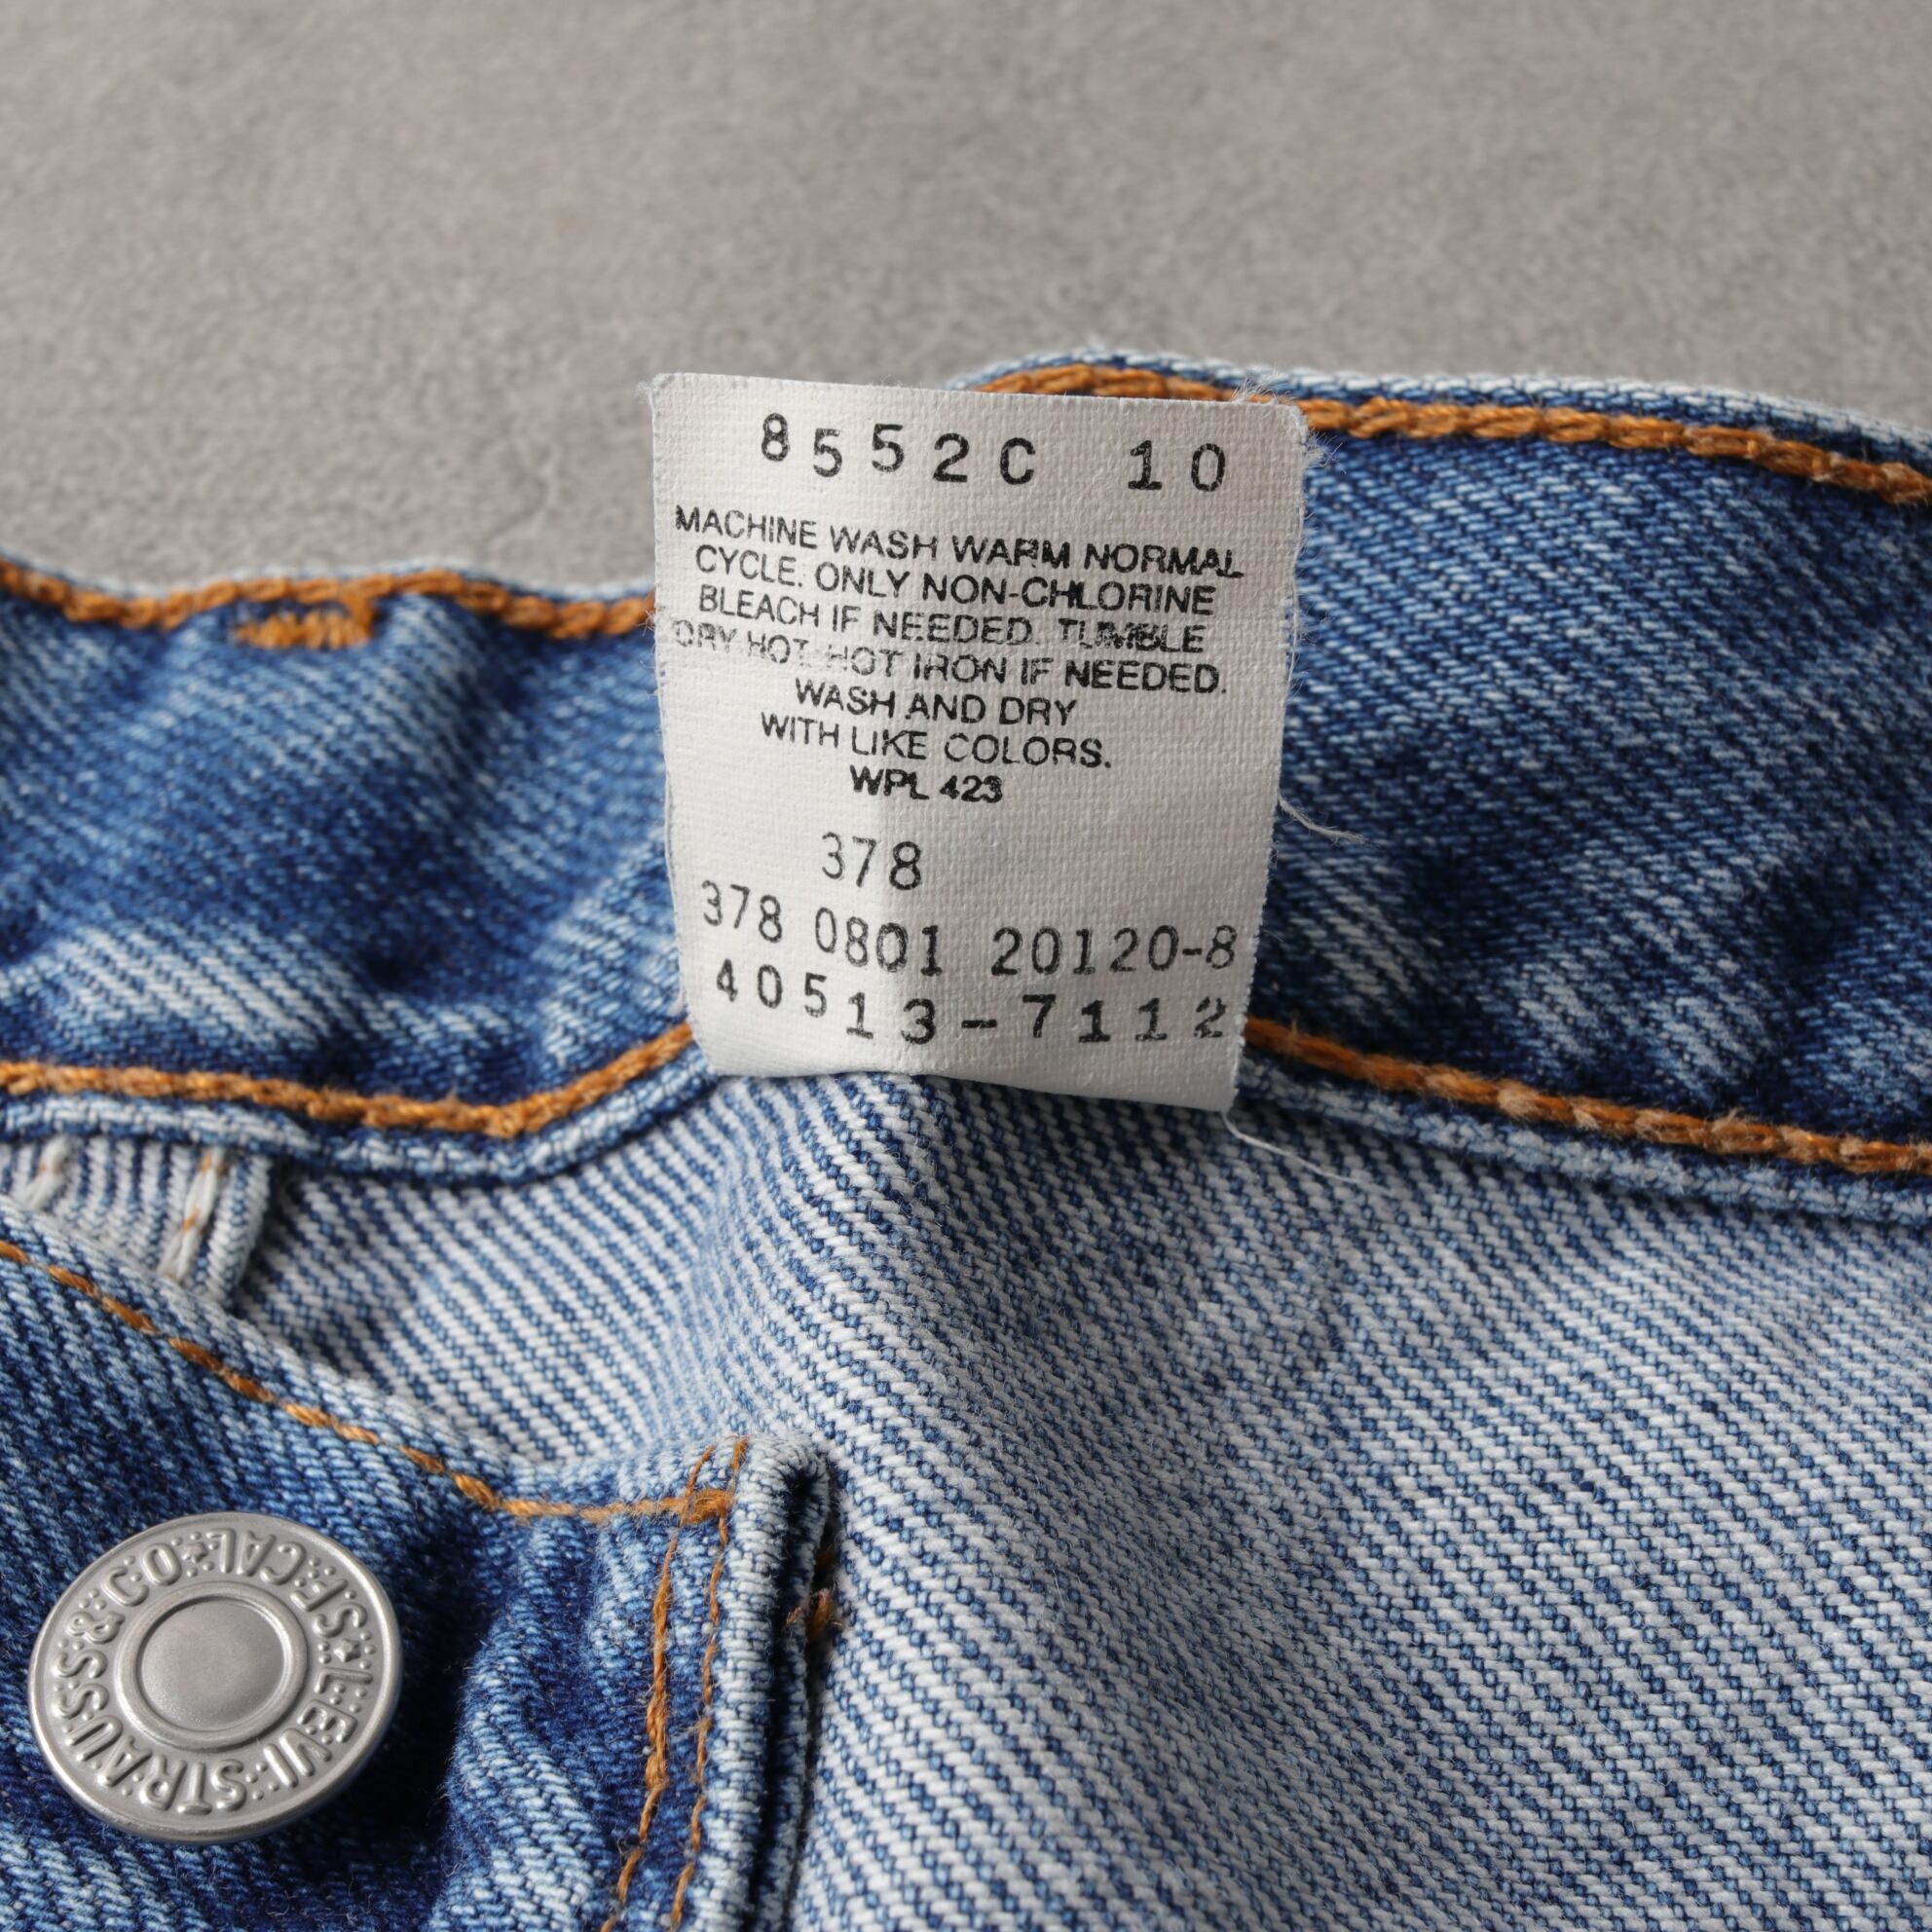 8552C 10
MACHINE WASH WARM NORMAL
CYCLE. ONLY NON-CHLORINE
BLEACH IF NEEDED. TUMBLE
DRY HOT. HOT IRON IF NEEDED.
WASH AND DRY
WITH LIKE COLORS.
WPL 423
378
378 0801 20120-8
40513-7112
LEVI:STRAUSS:&:CO:S.F.CAL